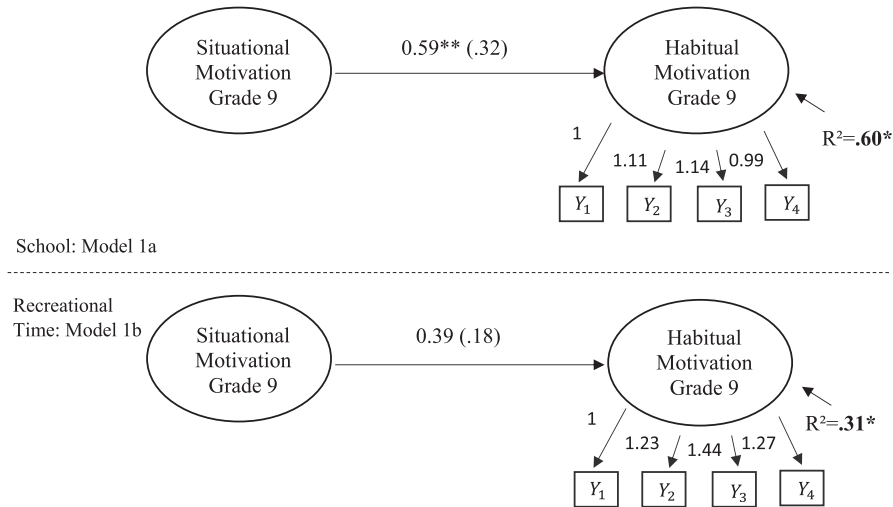 Situational
Motivation
Grade 9
0.59** (.32)
Habitual
Motivation
Grade 9
R²=.60*
1
1.11
1.14
0.99
Y₁
Y₂
Y₃
Y₄
School: Model 1a
Recreational
Time: Model 1b
Situational
Motivation
Grade 9
0.39 (.18)
Habitual
Motivation
Grade 9
R²=.31*
1
1.23
1.44
1.27
Y₁
Y₂
Y₃
Y₄